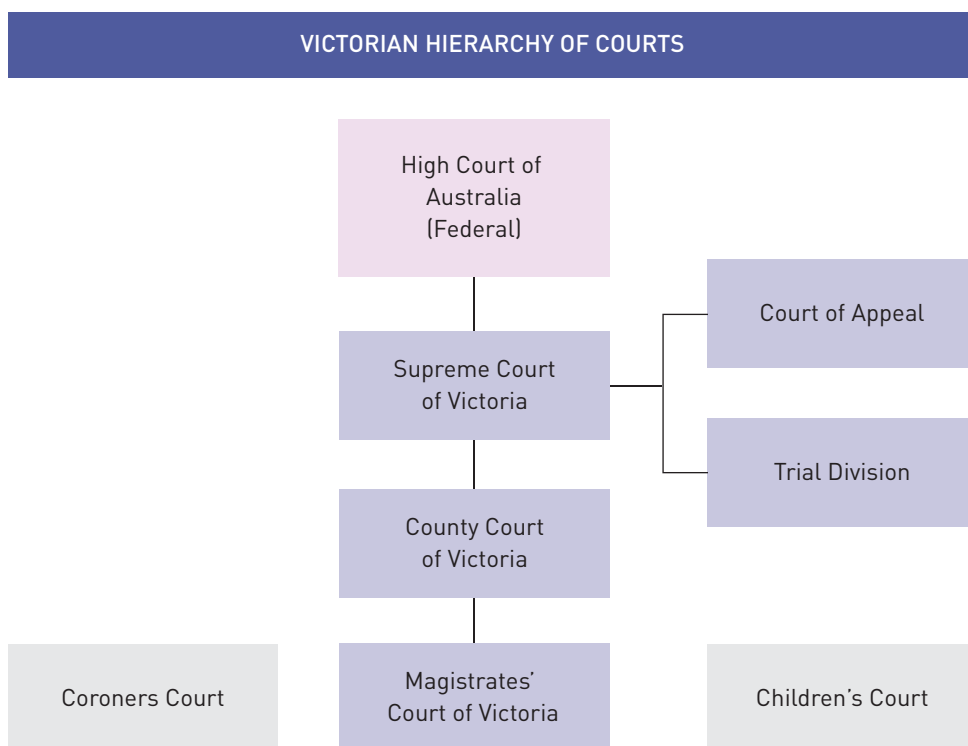 VICTORIAN HIERARCHY OF COURTS
High Court of
Australia
(Federal)
Court of Appeal
Supreme Court
of Victoria
Trial Division
County Court
of Victoria
Coroners Court
Magistrates’
Court of Victoria
Children’s Court